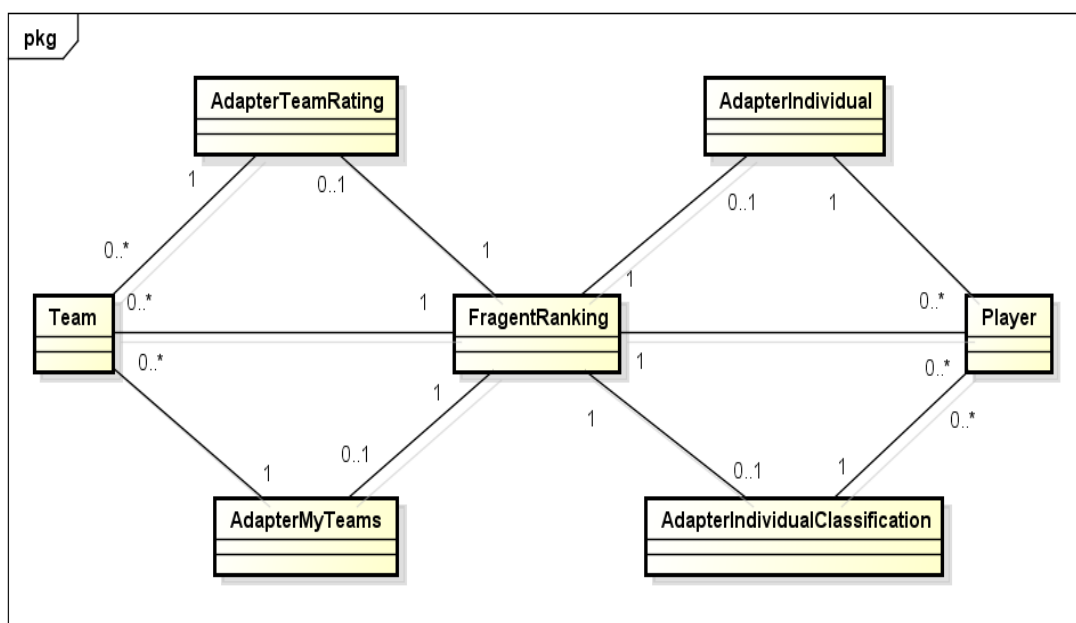 pkg
AdapterTeamRating
AdapterIndividual
1
0..1
0..1
1
0..*
1
1
0..*
1
0..*
Team
FragentRanking
Player
0..*
1
0..*
1
1
0..*
1
0..1
0..1
1
AdapterMyTeams
AdapterIndividualClassification